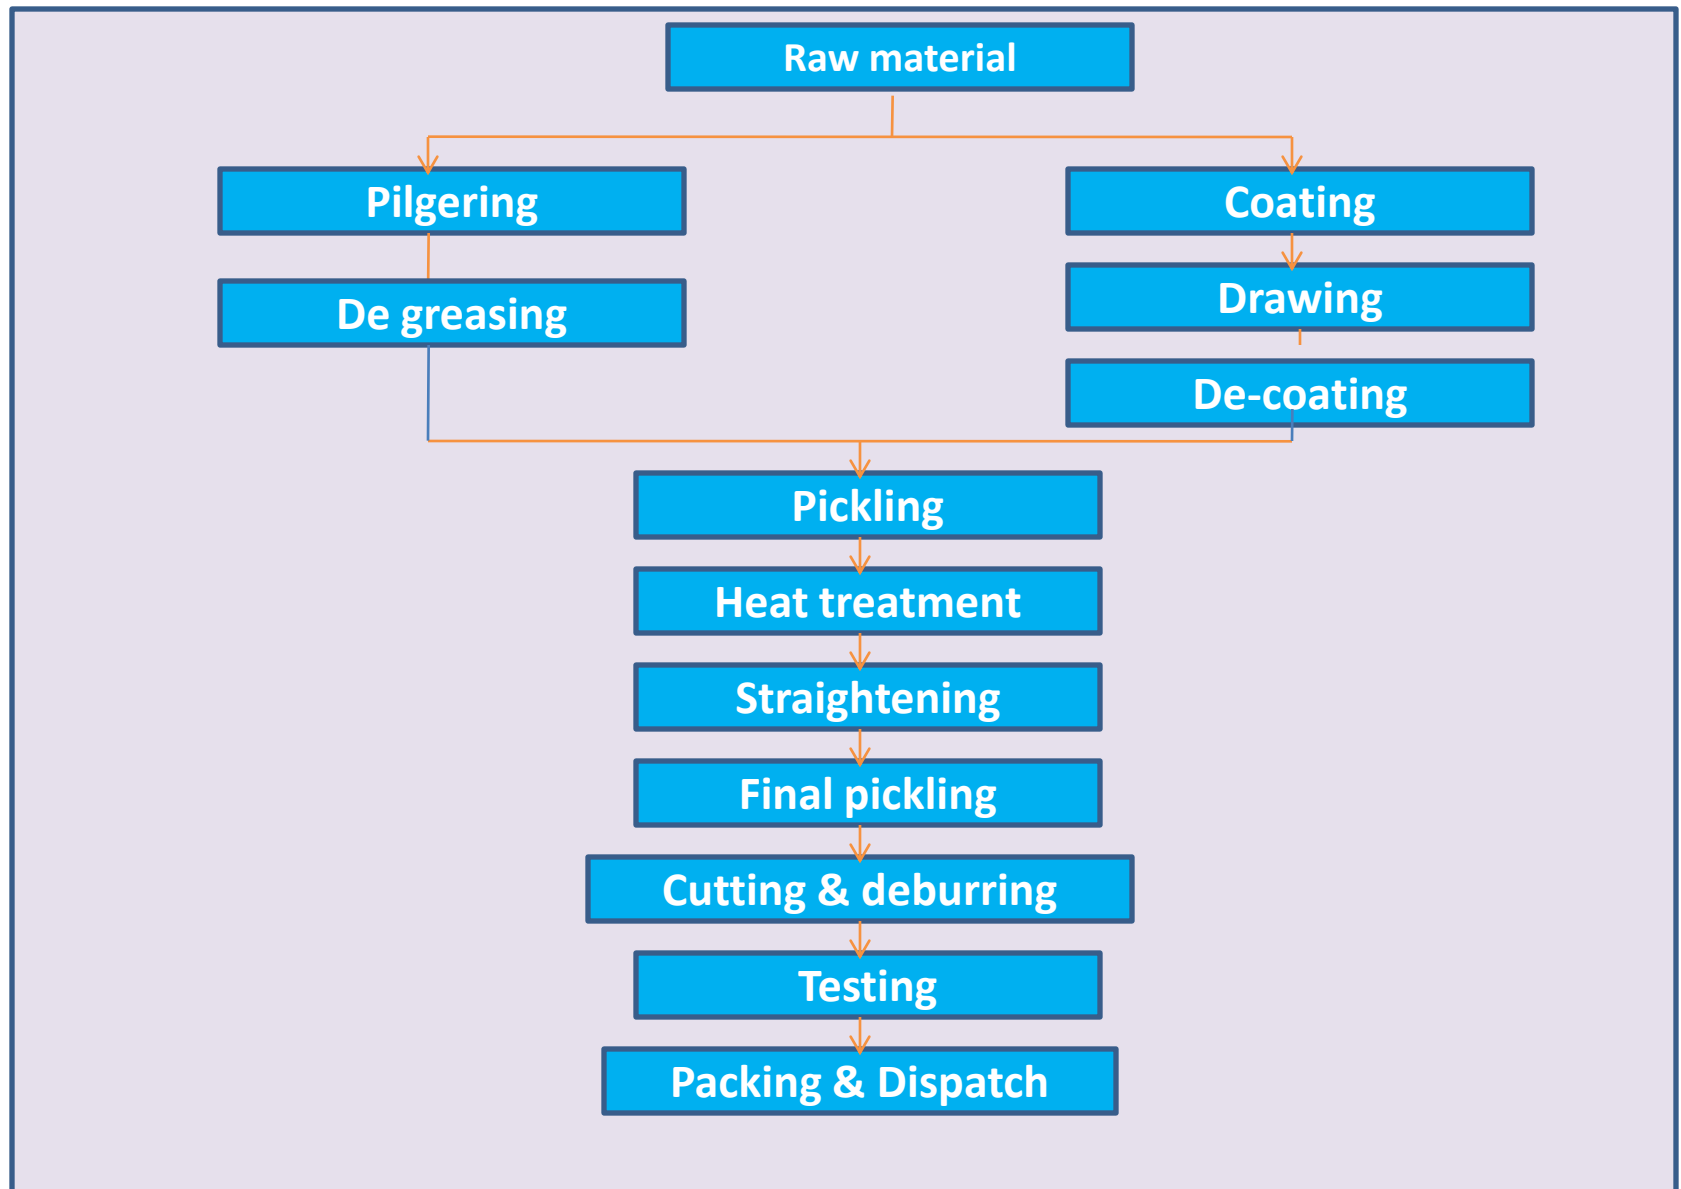 Raw material
Pilgering
Coating
De greasing
Drawing
De-coating
Pickling
Heat treatment
Straightening
Final pickling
Cutting & deburring
Testing
Packing & Dispatch